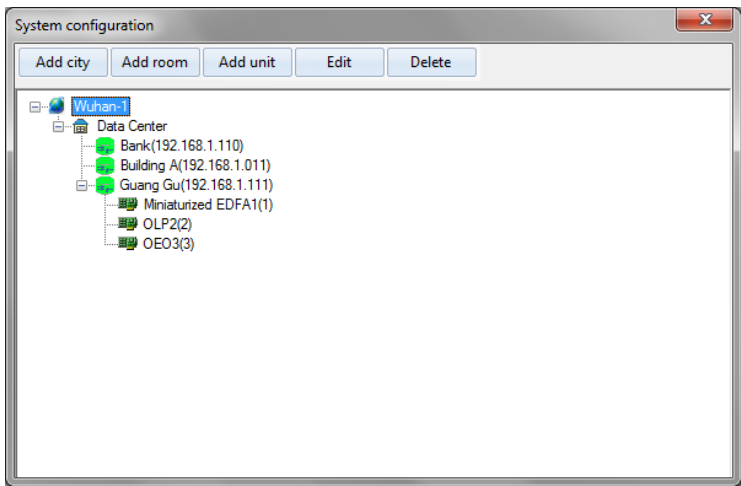 System configuration
Add city Add room Add unit Edit Delete
Wuhan-1
Data Center
Bank(192.168.1.110)
Building A(192.168.1.011)
Guang Gu(192.168.1.111)
Miniaturized EDFA1(1)
OLP2(2)
OEO3(3)